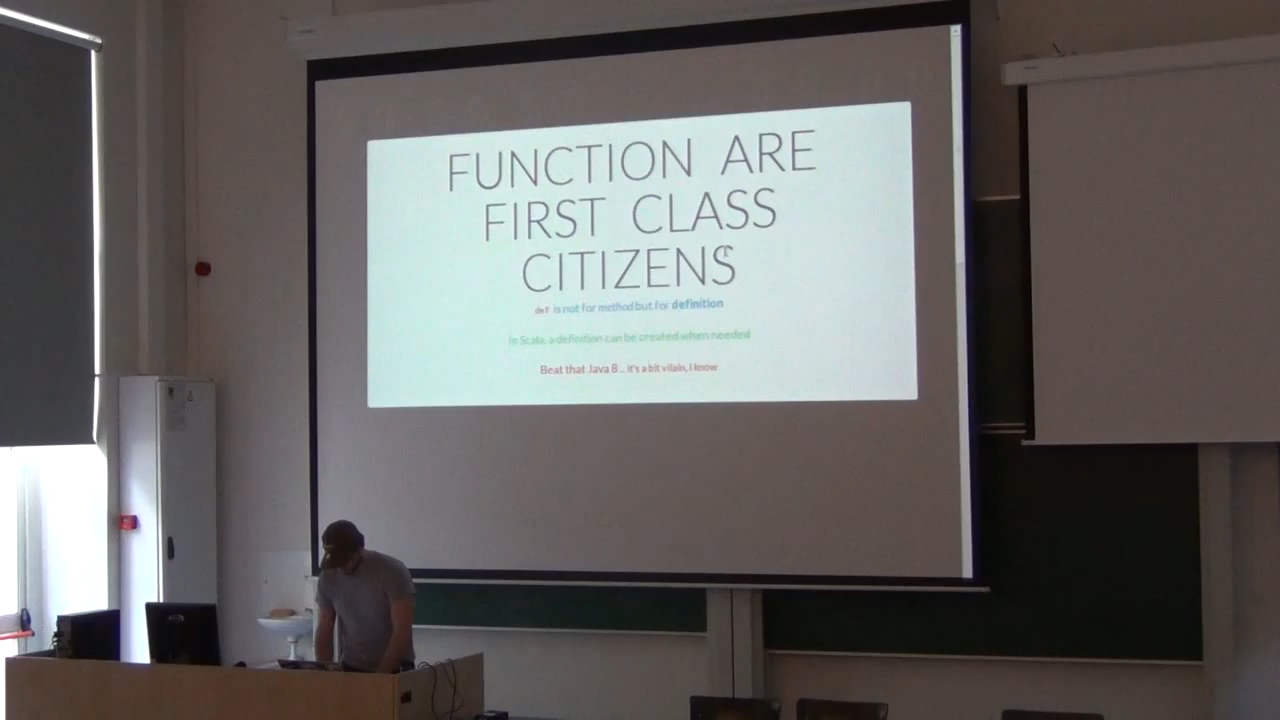 FUNCTION ARE
FIRST CLASS
CITIZENS
def is not for method but for definition
In Scala, a definition can be created when needed
Beat that Java 8 .. it's a bit vilain, I know